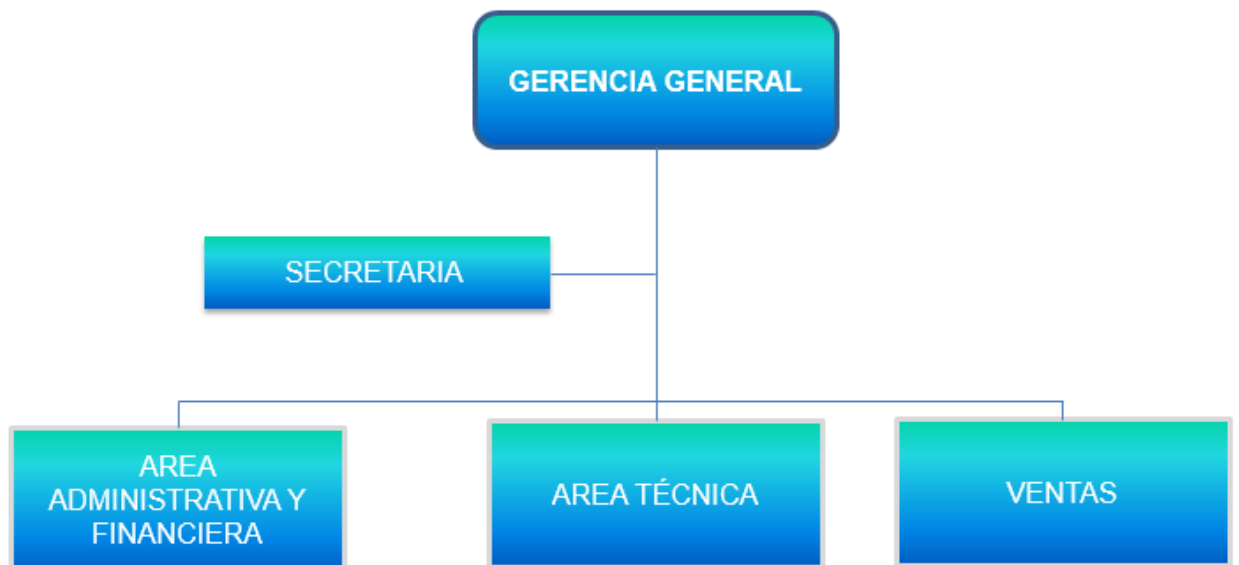 GERENCIA GENERAL
SECRETARIA
AREA
ADMINISTRATIVA Y
FINANCIERA
AREA TÉCNICA
VENTAS